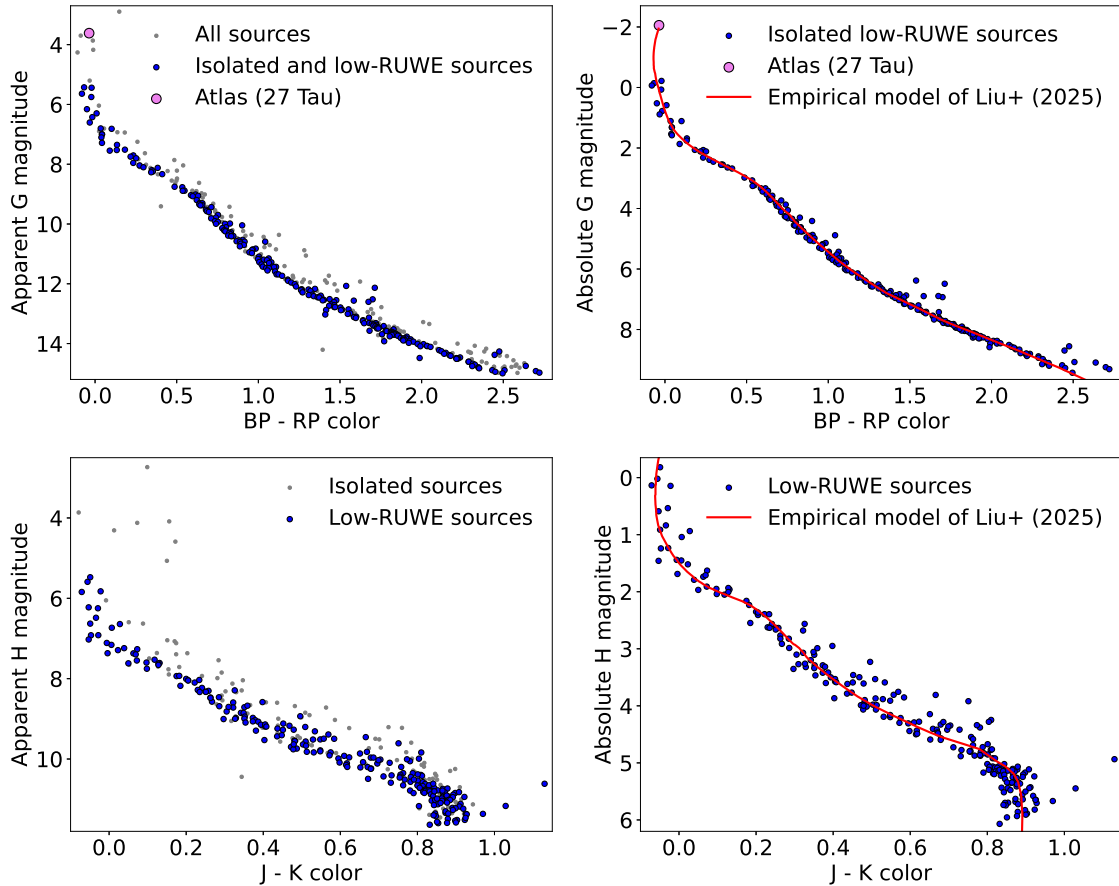 All sources
Isolated and low-RUWE sources
Atlas (27 Tau)
4
6
8
10
12
14
Apparent G magnitude
0.0 0.5 1.0 1.5 2.0 2.5
BP - RP color
Isolated low-RUWE sources
Atlas (27 Tau)
Empirical model of Liu+ (2025)
−2
0
2
4
6
8
Absolute G magnitude
0.0 0.5 1.0 1.5 2.0 2.5
BP - RP color
Isolated sources
Low-RUWE sources
4
6
8
10
Apparent H magnitude
0.0 0.2 0.4 0.6 0.8 1.0
J - K color
Low-RUWE sources
Empirical model of Liu+ (2025)
0
1
2
3
4
5
6
Absolute H magnitude
0.0 0.2 0.4 0.6 0.8 1.0
J - K color